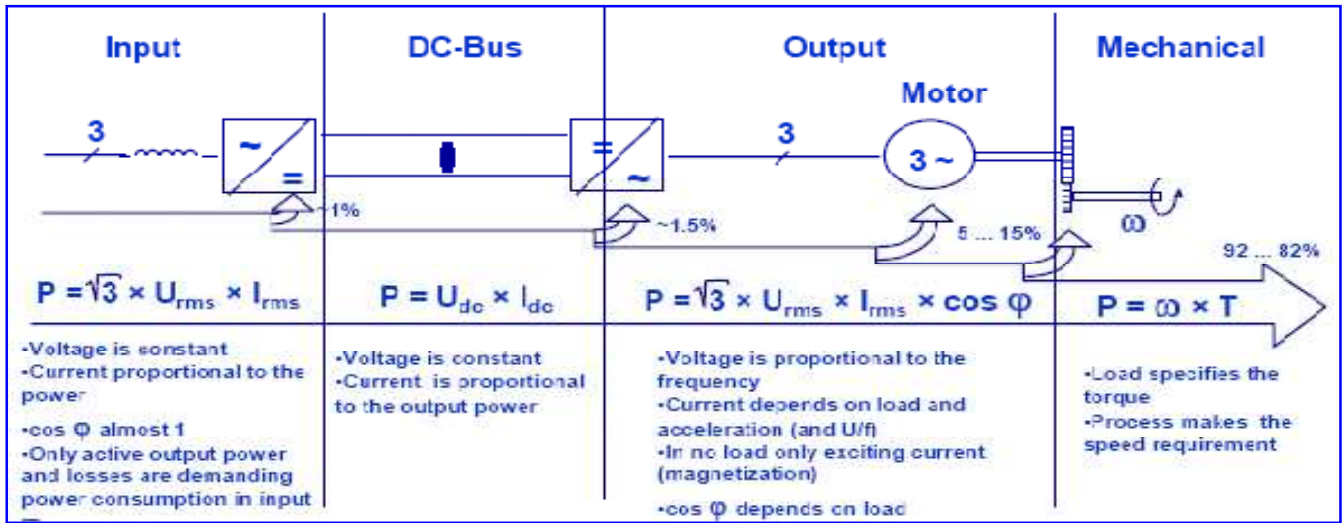 Input
DC-Bus
Output
Mechanical
Motor
3
~
=
=
~
3
3 ~
ω
~1%
~1.5%
5 ... 15%
92 ... 82%
P = √3 × Urms × Irms
P = Udc × Idc
P = √3 × Urms × Irms × cos φ
P = ω × T
•Voltage is constant
•Current proportional to the
power
•cos φ almost 1
•Only active output power
and losses are demanding
power consumption in input
•Voltage is constant
•Current is proportional
to the output power
•Voltage is proportional to the
frequency
•Current depends on load and
acceleration (and U/f)
•In no load only exciting current
(magnetization)
•cos φ depends on load
•Load specifies the
torque
•Process makes the
speed requirement